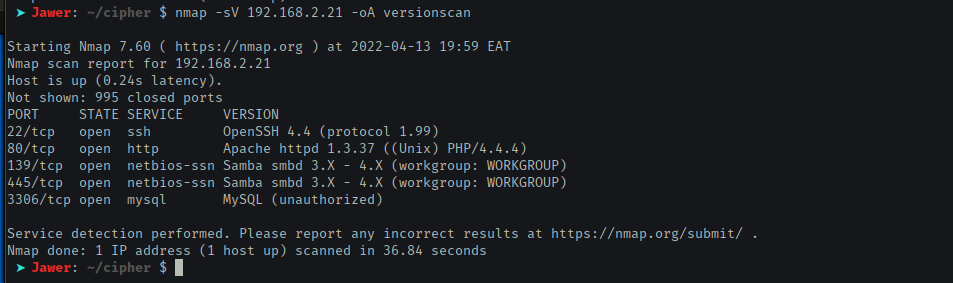 ➤ Jawer: ~/cipher $ nmap -sV 192.168.2.21 -oA versionscan
Starting Nmap 7.60 ( https://nmap.org ) at 2022-04-13 19:59 EAT
Nmap scan report for 192.168.2.21
Host is up (0.24s latency).
Not shown: 995 closed ports
PORT     STATE SERVICE     VERSION
22/tcp   open  ssh         OpenSSH 4.4 (protocol 1.99)
80/tcp   open  http        Apache httpd 1.3.37 ((Unix) PHP/4.4.4)
139/tcp  open  netbios-ssn Samba smbd 3.X - 4.X (workgroup: WORKGROUP)
445/tcp  open  netbios-ssn Samba smbd 3.X - 4.X (workgroup: WORKGROUP)
3306/tcp open  mysql       MySQL (unauthorized)
Service detection performed. Please report any incorrect results at https://nmap.org/submit/ .
Nmap done: 1 IP address (1 host up) scanned in 36.84 seconds
➤ Jawer: ~/cipher $